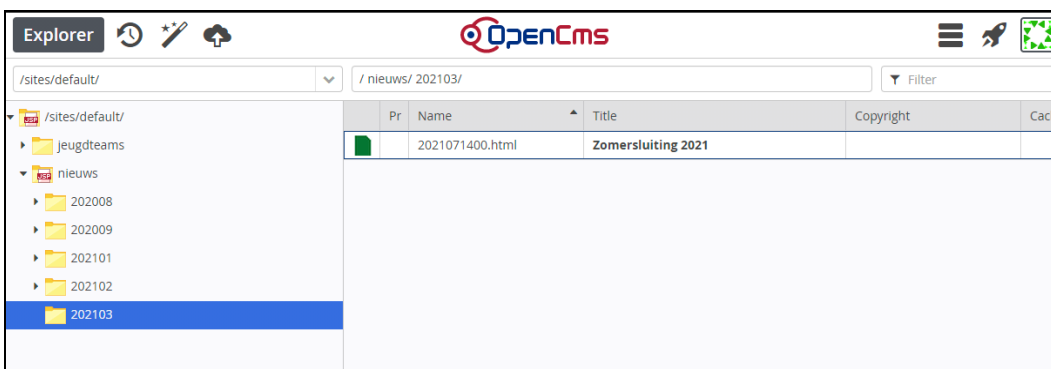 Explorer OpenCms
/sites/default/ / nieuws/ 202103/ Filter
/sites/default/ Pr Name Title Copyright Cac
jeugdteams 2021071400.html Zomersluiting 2021
nieuws
202008
202009
202101
202102
202103